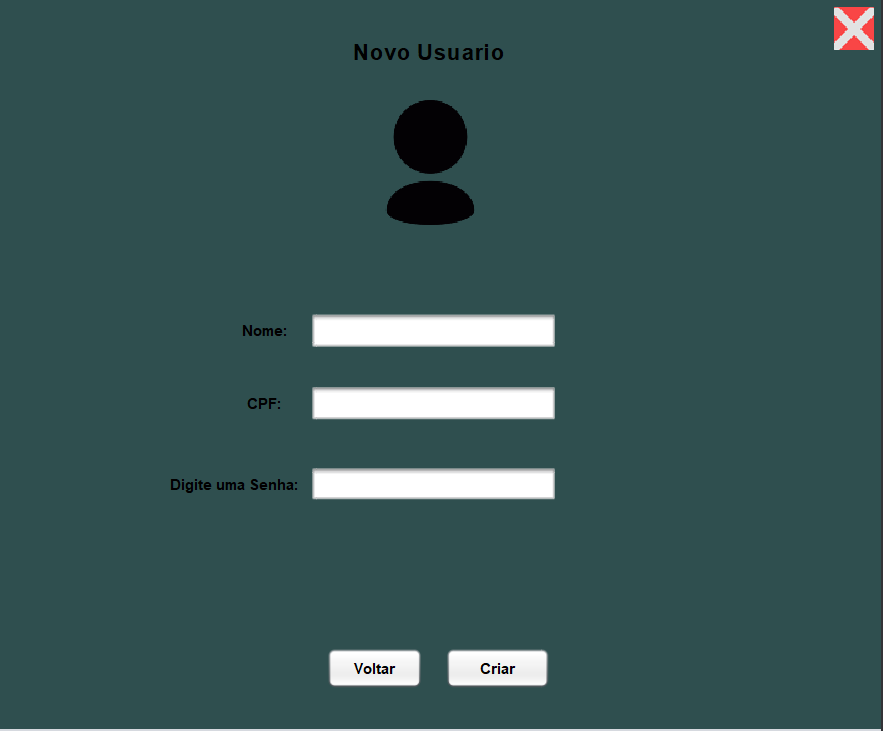 Novo Usuario
Nome:
CPF:
Digite uma Senha:
Voltar Criar